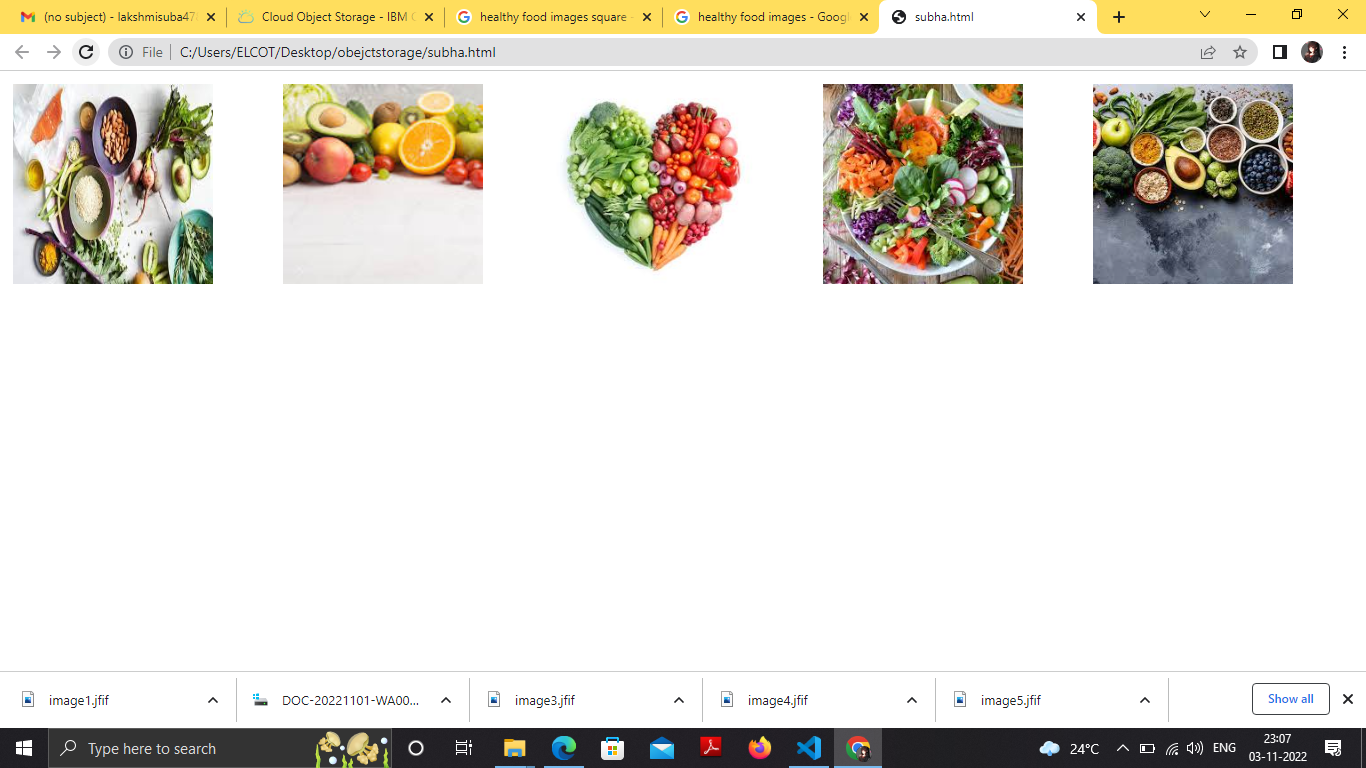 (no subject) - lakshmisuba47
Cloud Object Storage - IBM C
healthy food images square -
healthy food images - Google
subha.html
File
C:/Users/ELCOT/Desktop/obejctstorage/subha.html
image1.jfif
DOC-20221101-WA00...
image3.jfif
image4.jfif
image5.jfif
Show all
Type here to search
24°C
ENG
23:07
03-11-2022